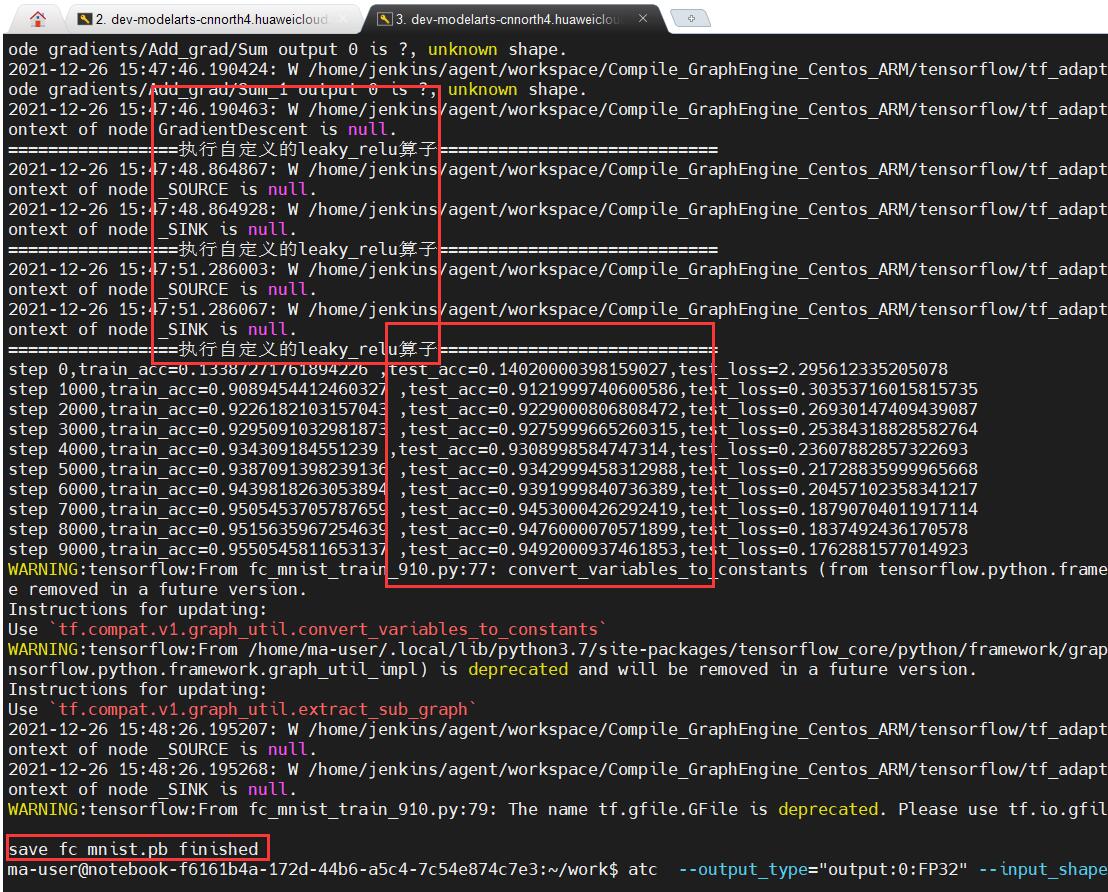 2. dev-modelarts-cnnorth4.huaweicloud
3. dev-modelarts-cnnorth4.huaweiclou
ode gradients/Add_grad/Sum output 0 is ?, unknown shape.
2021-12-26 15:47:46.190424: W /home/jenkins/agent/workspace/Compile_GraphEngine_Centos_ARM/tensorflow/tf_adapt
ode gradients/Add_grad/Sum_1 output 0 is ?, unknown shape.
2021-12-26 15:47:46.190463: W /home/jenkins/agent/workspace/Compile_GraphEngine_Centos_ARM/tensorflow/tf_adapt
ontext of node GradientDescent is null.
=================执行自定义的leaky_relu算子============================
2021-12-26 15:47:48.864867: W /home/jenkins/agent/workspace/Compile_GraphEngine_Centos_ARM/tensorflow/tf_adapt
ontext of node _SOURCE is null.
2021-12-26 15:47:48.864928: W /home/jenkins/agent/workspace/Compile_GraphEngine_Centos_ARM/tensorflow/tf_adapt
ontext of node _SINK is null.
=================执行自定义的leaky_relu算子============================
2021-12-26 15:47:51.286003: W /home/jenkins/agent/workspace/Compile_GraphEngine_Centos_ARM/tensorflow/tf_adapt
ontext of node _SOURCE is null.
2021-12-26 15:47:51.286067: W /home/jenkins/agent/workspace/Compile_GraphEngine_Centos_ARM/tensorflow/tf_adapt
ontext of node _SINK is null.
=================执行自定义的leaky_relu算子============================
step 0,train_acc=0.13387271761894226 ,test_acc=0.14020000398159027,test_loss=2.295612335205078
step 1000,train_acc=0.9089454412460327 ,test_acc=0.9121999740600586,test_loss=0.30353716015815735
step 2000,train_acc=0.9226182103157043 ,test_acc=0.9229000806808472,test_loss=0.26930147409439087
step 3000,train_acc=0.9295091032981873 ,test_acc=0.9275999665260315,test_loss=0.25384318828582764
step 4000,train_acc=0.934309184551239 ,test_acc=0.9308998584747314,test_loss=0.23607882857322693
step 5000,train_acc=0.9387091398239136 ,test_acc=0.9342999458312988,test_loss=0.21728835999965668
step 6000,train_acc=0.9439818263053894 ,test_acc=0.9391999840736389,test_loss=0.20457102358341217
step 7000,train_acc=0.9505453705787659 ,test_acc=0.9453000426292419,test_loss=0.18790704011917114
step 8000,train_acc=0.9515635967254639 ,test_acc=0.9476000070571899,test_loss=0.1837492436170578
step 9000,train_acc=0.9550545811653137 ,test_acc=0.9492000937461853,test_loss=0.1762881577014923
WARNING:tensorflow:From fc_mnist_train_910.py:77: convert_variables_to_constants (from tensorflow.python.frame
e removed in a future version.
Instructions for updating:
Use `tf.compat.v1.graph_util.convert_variables_to_constants`
WARNING:tensorflow:From /home/ma-user/.local/lib/python3.7/site-packages/tensorflow_core/python/framework/grap
nsorflow.python.framework.graph_util_impl) is deprecated and will be removed in a future version.
Instructions for updating:
Use `tf.compat.v1.graph_util.extract_sub_graph`
2021-12-26 15:48:26.195207: W /home/jenkins/agent/workspace/Compile_GraphEngine_Centos_ARM/tensorflow/tf_adapt
ontext of node _SOURCE is null.
2021-12-26 15:48:26.195268: W /home/jenkins/agent/workspace/Compile_GraphEngine_Centos_ARM/tensorflow/tf_adapt
ontext of node _SINK is null.
WARNING:tensorflow:From fc_mnist_train_910.py:79: The name tf.gfile.GFile is deprecated. Please use tf.io.gfil
save fc mnist.pb finished
ma-user@notebook-f6161b4a-172d-44b6-a5c4-7c54e874c7e3:~/work$ atc  --output_type="output:0:FP32" --input_shape